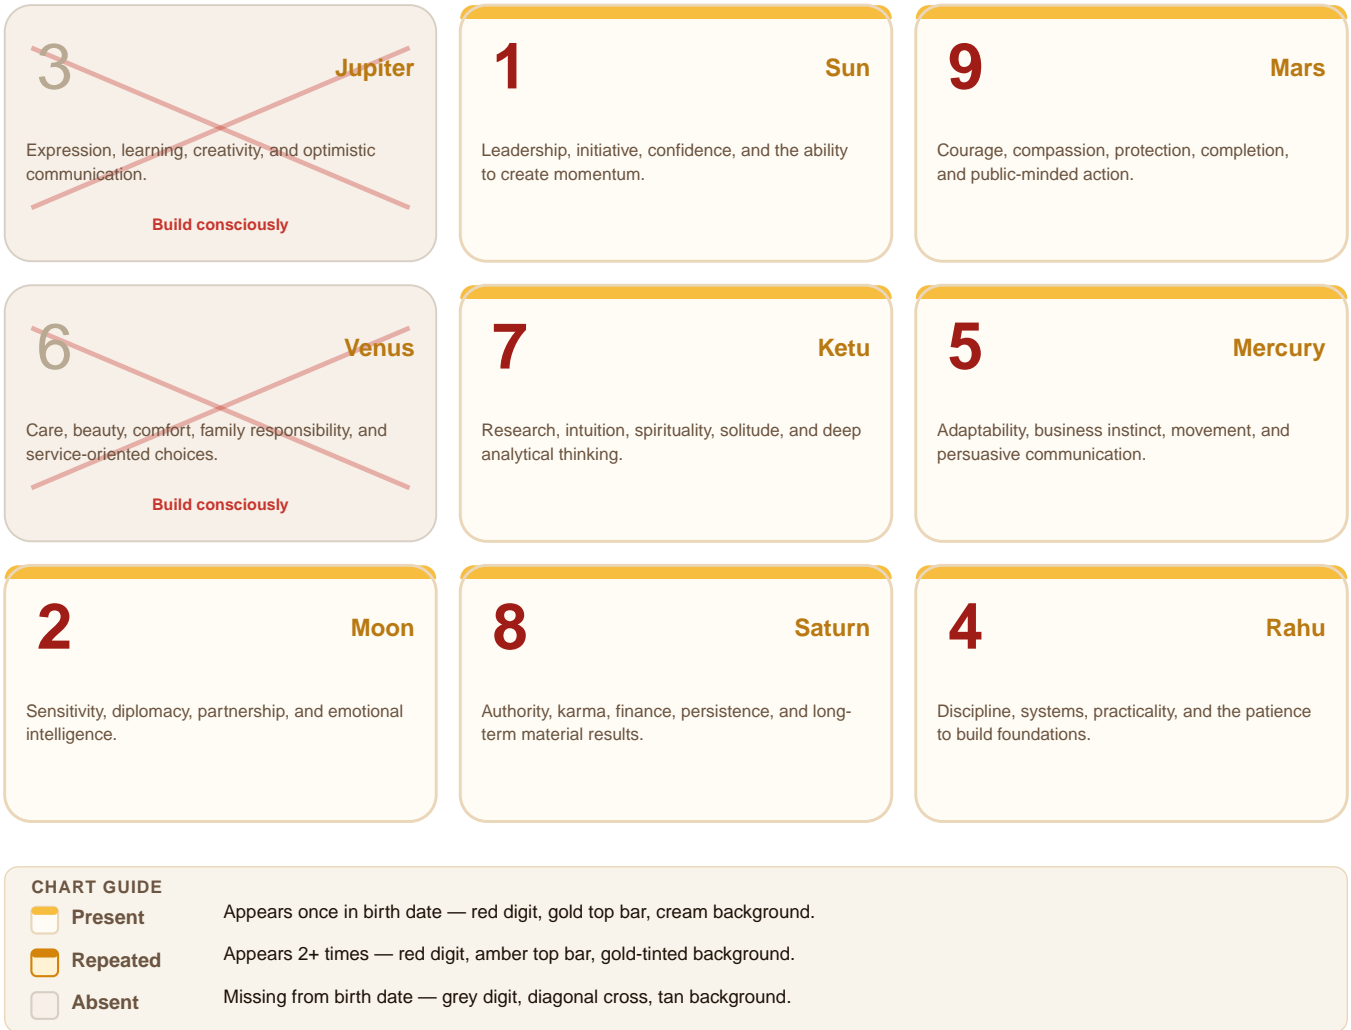 3
Jupiter
Expression, learning, creativity, and optimistic
communication.
Build consciously
1
Sun
Leadership, initiative, confidence, and the ability
to create momentum.
9
Mars
Courage, compassion, protection, completion,
and public-minded action.
6
Venus
Care, beauty, comfort, family responsibility, and
service-oriented choices.
Build consciously
7
Ketu
Research, intuition, spirituality, solitude, and deep
analytical thinking.
5
Mercury
Adaptability, business instinct, movement, and
persuasive communication.
2
Moon
Sensitivity, diplomacy, partnership, and emotional
intelligence.
8
Saturn
Authority, karma, finance, persistence, and long-
term material results.
4
Rahu
Discipline, systems, practicality, and the patience
to build foundations.
CHART GUIDE
Present
Appears once in birth date — red digit, gold top bar, cream background.
Repeated
Appears 2+ times — red digit, amber top bar, gold-tinted background.
Absent
Missing from birth date — grey digit, diagonal cross, tan background.